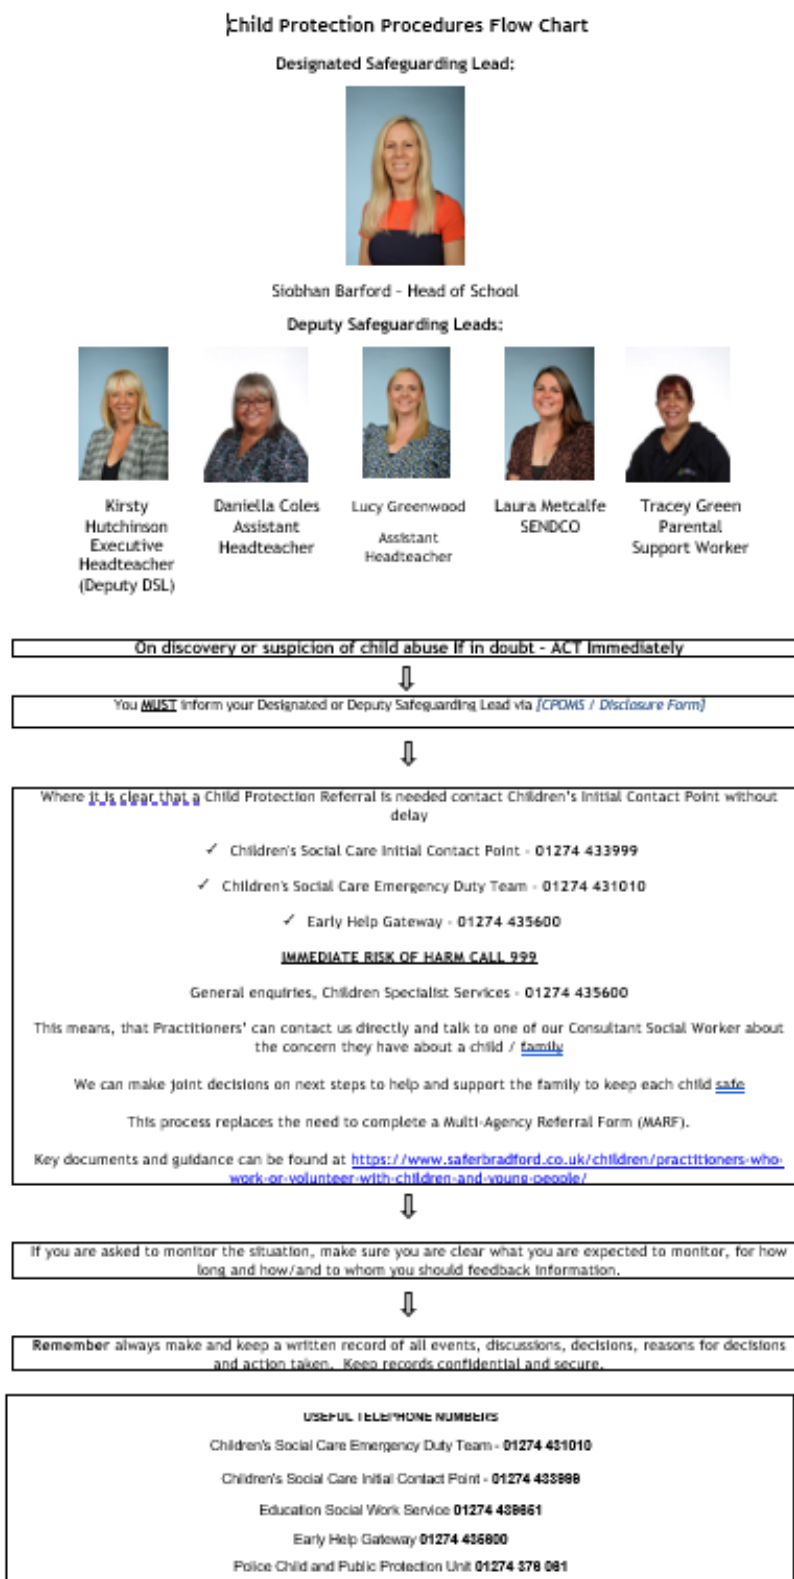 Child Protection Procedures Flow Chart
Designated Safeguarding Lead:
Siobhan Barford - Head of School
Deputy Safeguarding Leads:
Kirsty
Hutchinson
Executive
Headteacher
(Deputy DSL)
Daniella Coles
Assistant
Headteacher
Lucy Greenwood
Assistant
Headteacher
Laura Metcalfe
SENDCO
Tracey Green
Parental
Support Worker
On discovery or suspicion of child abuse If in doubt - ACT Immediately
You MUST inform your Designated or Deputy Safeguarding Lead via [CPOMS / Disclosure Form]
Where it is clear that a Child Protection Referral is needed contact Children's Initial Contact Point without
delay
✓ Children's Social Care Initial Contact Point - 01274 433999
✓ Children's Social Care Emergency Duty Team - 01274 431010
✓ Early Help Gateway - 01274 435600
IMMEDIATE RISK OF HARM CALL 999
General enquiries, Children Specialist Services - 01274 435600
This means, that Practitioners' can contact us directly and talk to one of our Consultant Social Worker about
the concern they have about a child / family
We can make joint decisions on next steps to help and support the family to keep each child safe
This process replaces the need to complete a Multi-Agency Referral Form (MARF).
Key documents and guidance can be found at https://www.saferbradford.co.uk/children/practitioners-who-
work-or-volunteer-with-children-and-young-people/
If you are asked to monitor the situation, make sure you are clear what you are expected to monitor, for how
long and how/and to whom you should feedback information.
Remember always make and keep a written record of all events, discussions, decisions, reasons for decisions
and action taken. Keep records confidential and secure.
USEFUL TELEPHONE NUMBERS
Children's Social Care Emergency Duty Team - 01274 431010
Children's Social Care Initial Contact Point - 01274 433999
Education Social Work Service 01274
Early Help Gateway 01274 435600
Police Child and Public Protection Unit 01274 376 061